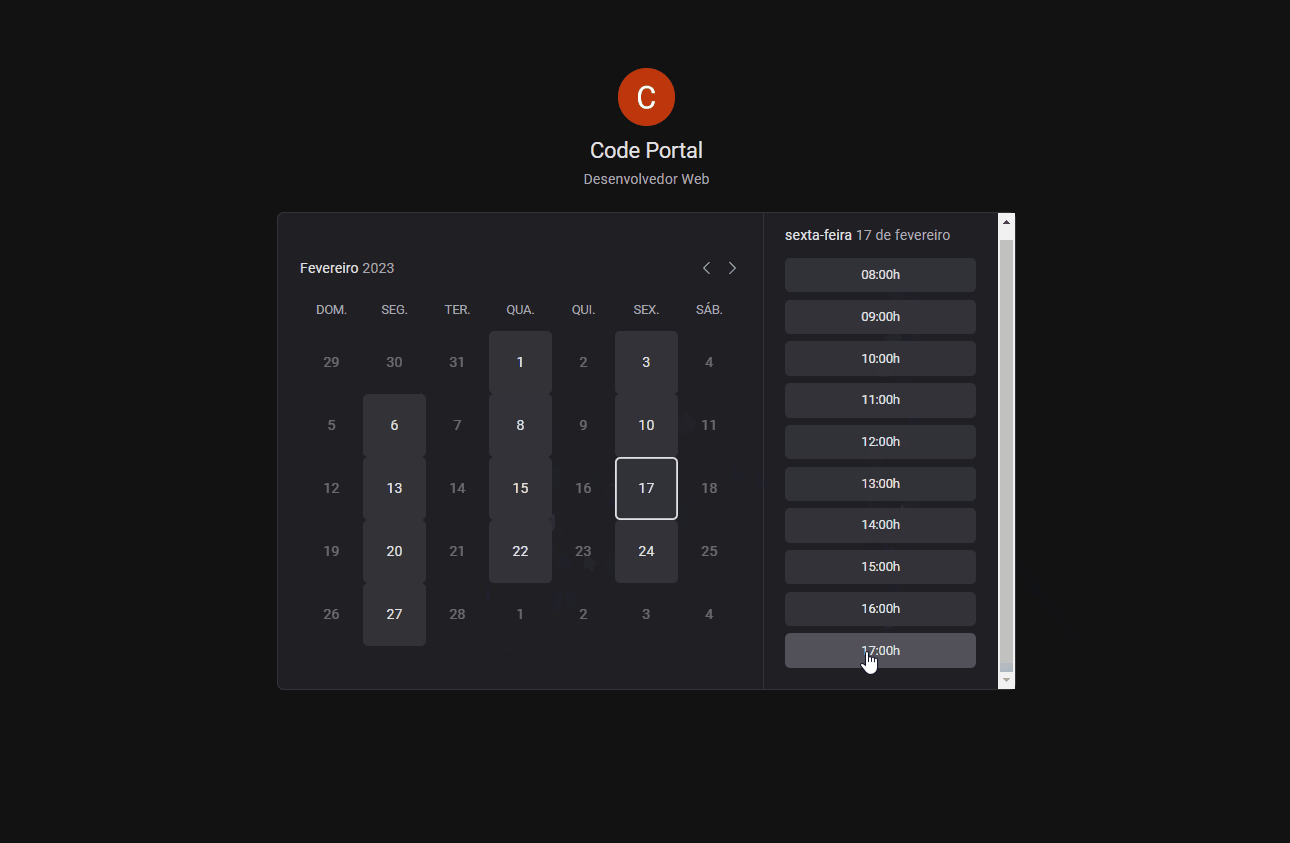 C
Code Portal
Desenvolvedor Web
Fevereiro 2023
DOM. SEG. TER. QUA. QUI. SEX. SÁB.
29 30 31 1 2 3 4
5 6 7 8 9 10 11
12 13 14 15 16 17 18
19 20 21 22 23 24 25
26 27 28 1 2 3 4
sexta-feira 17 de fevereiro
08:00h
09:00h
10:00h
11:00h
12:00h
13:00h
14:00h
15:00h
16:00h
17:00h